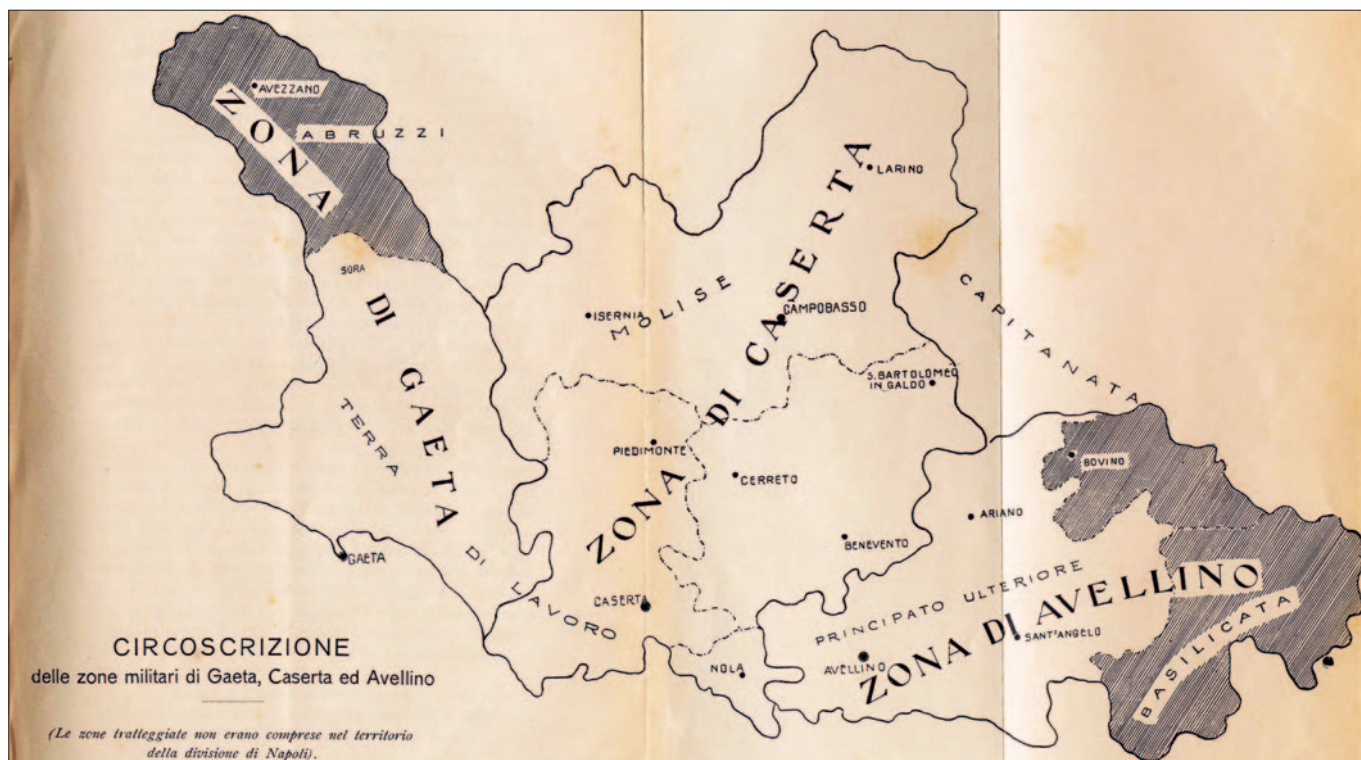 AVEZZANO
ZONA
ABRUZZI
LARINO
SORA
DI GAETA
ISERNIA
MOLISE
DI CASERTA
CAMPOBASSO
CAPITANATA
S. BARTOLOMEO
IN GALDO
TERRA
PIEDIMONTE
ZONA
CERRETO
BOVINO
ARIANO
BENEVENTO
GAETA
DI
LAVORO
CASERTA
PRINCIPATO ULTERIORE
ZONA DI AVELLINO
SANT'ANGELO
BASILICATA
NOLA
AVELLINO
CIRCOSCRIZIONE
delle zone militari di Gaeta, Caserta ed Avellino
(Le zone tratteggiate non erano comprese nel territorio
della divisione di Napoli).